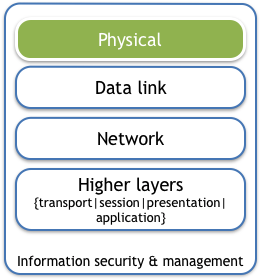 Physical
Data link
Network
Higher layers
{transport|session|presentation|
application}
Information security & management